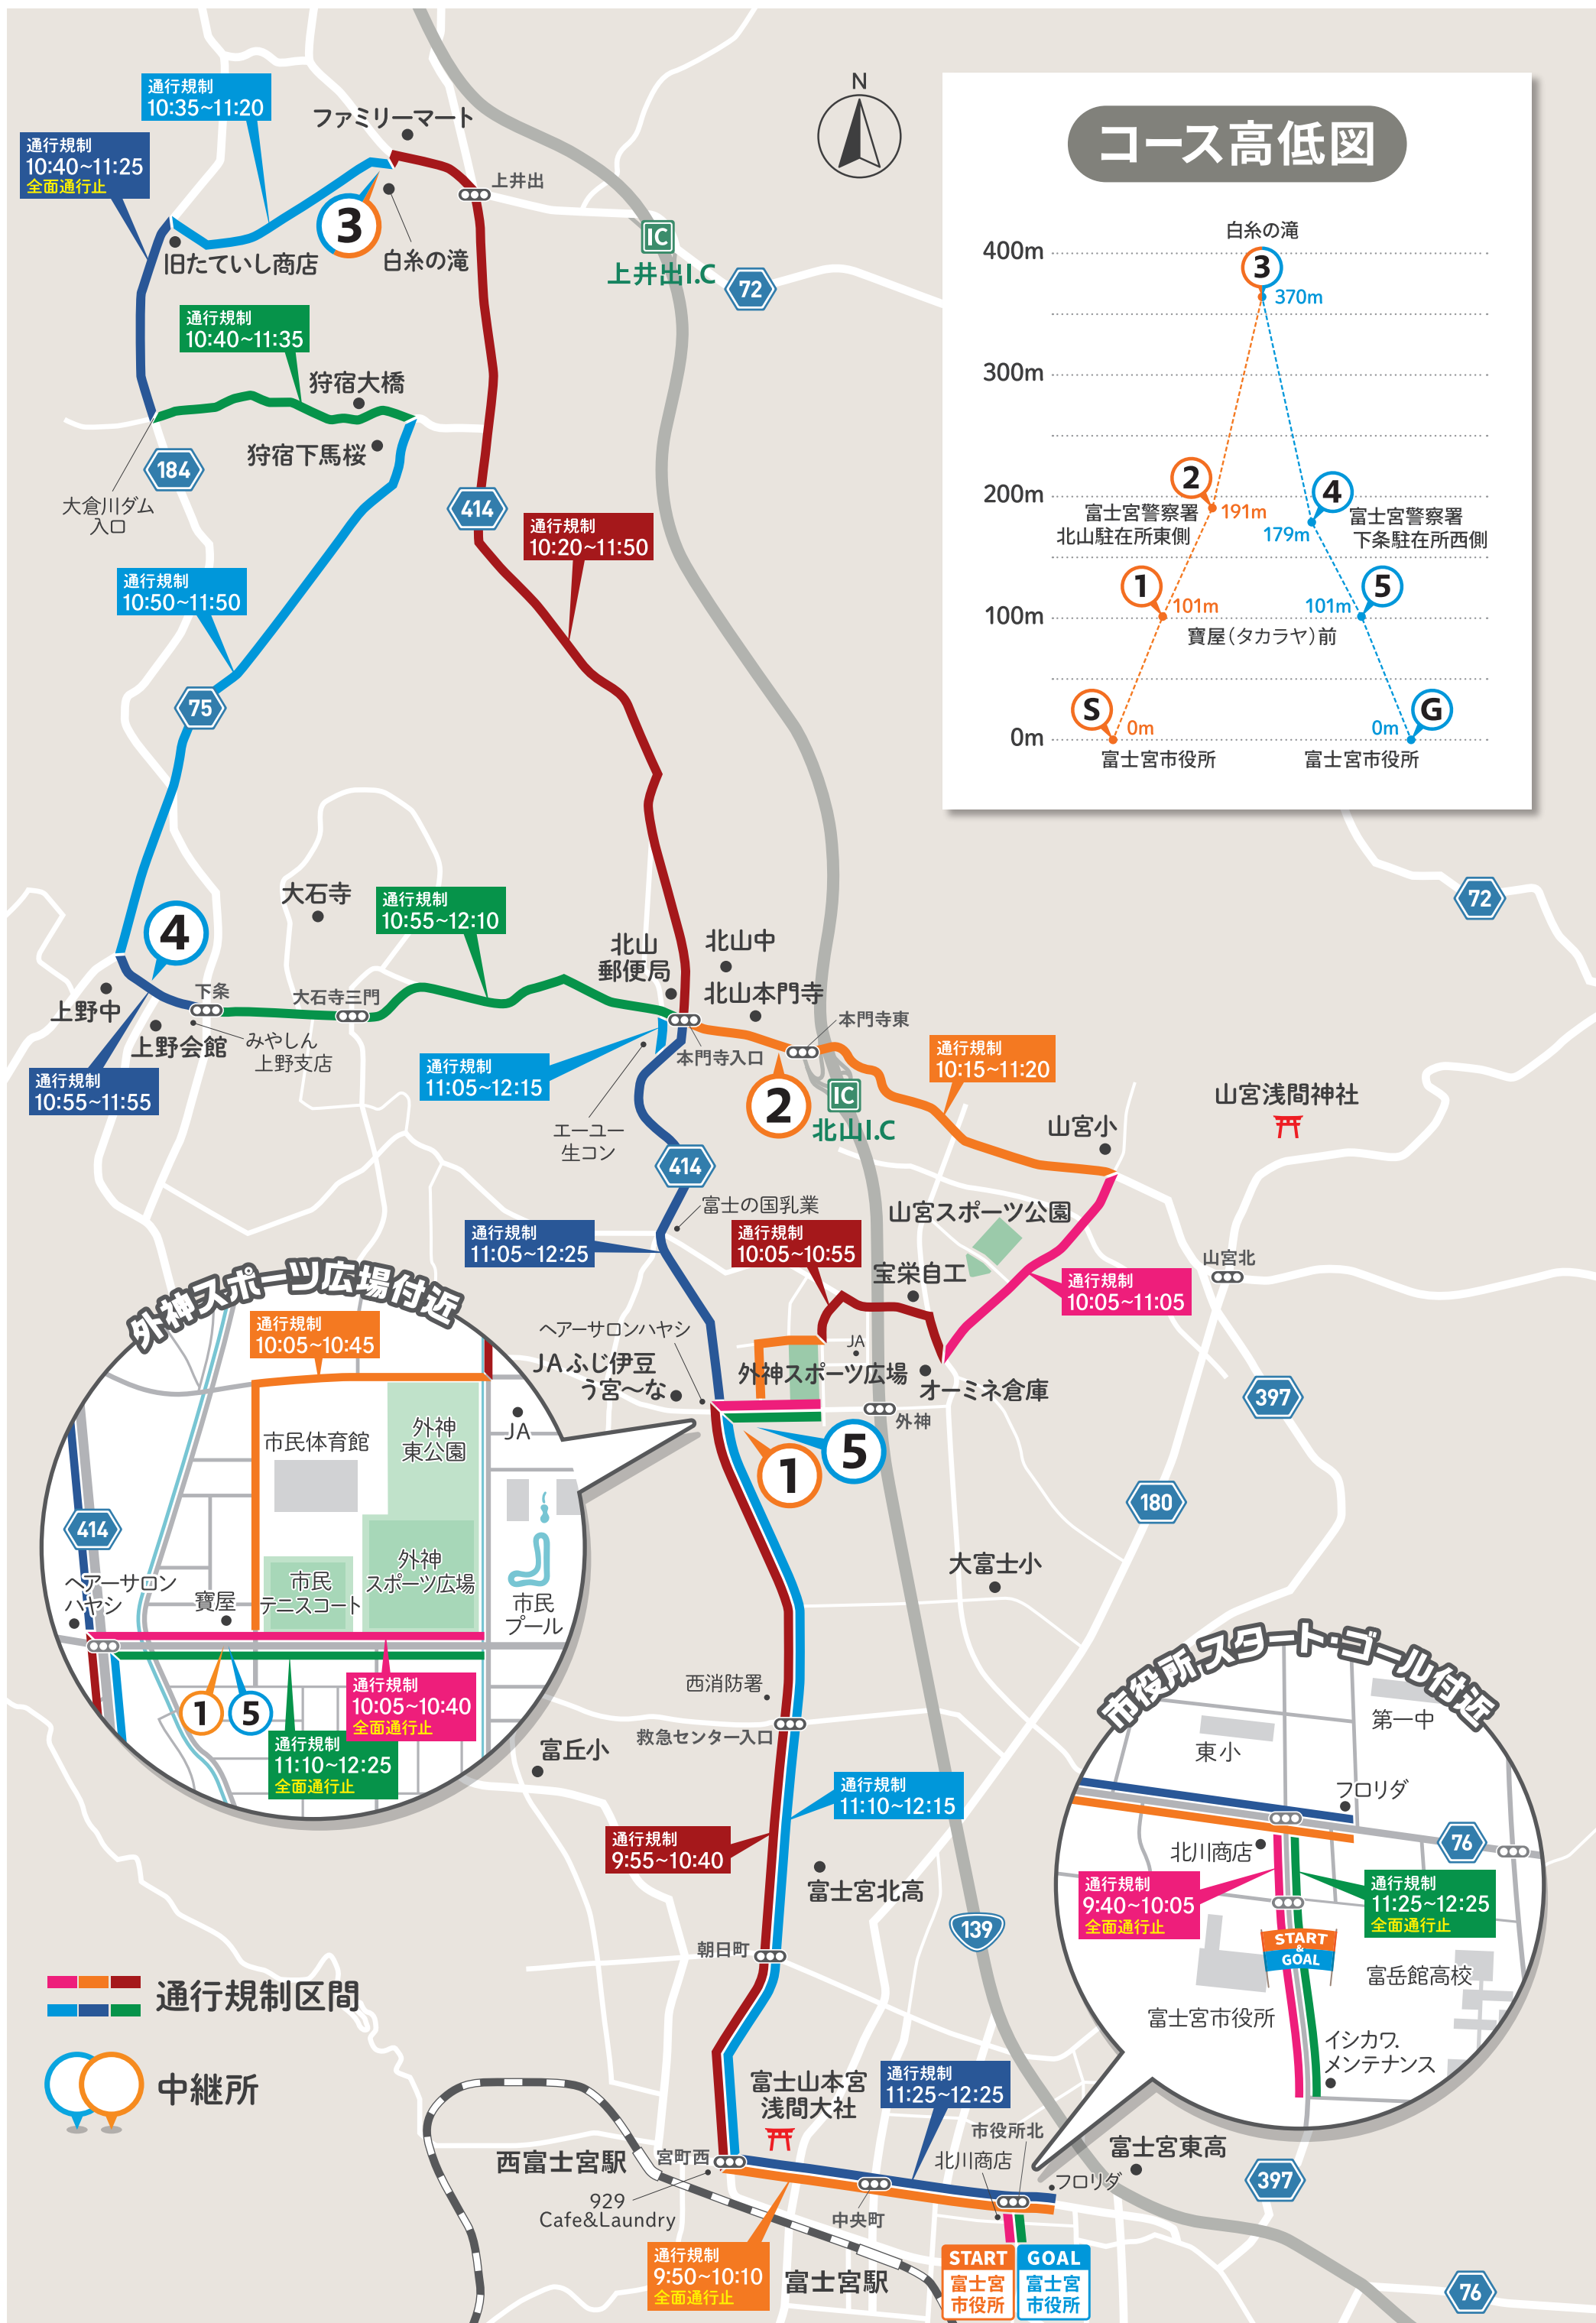 通行規制
10:35~11:20
ファミリーマート
通行規制
10:40~11:25
全面通行止
上井出
3
旧たていし商店
白糸の滝
IC
上井出I.C
72
N
通行規制
10:40~11:35
狩宿大橋
狩宿下馬桜
184
大倉川ダム
入口
414
通行規制
10:20~11:50
通行規制
10:50~11:50
75
コース高低図
白糸の滝
400m
3
370m
300m
200m
2
191m
富士宮警察署
北山駐在所東側
4
179m
富士宮警察署
下条駐在所西側
1
101m
101m
5
100m
寶屋(タカラヤ)前
S
0m
0m
G
0m
富士宮市役所
富士宮市役所
72
大石寺
通行規制
10:55~12:10
4
北山
郵便局
北山中
北山本門寺
上野中
下条
大石寺三門
上野会館
みやしん
上野支店
本門寺東
本門寺入口
通行規制
10:55~11:55
通行規制
11:05~12:15
2
通行規制
10:15~11:20
IC
北山I.C
エーユー
生コン
山宮小
山宮浅間神社
414
富士の国乳業
通行規制
11:05~12:25
通行規制
10:05~10:55
山宮スポーツ公園
宝栄自工
山宮北
通行規制
10:05~11:05
ヘアーサロンハヤシ
JAふじ伊豆
う宮〜な
JA
外神スポーツ広場
オーミネ倉庫
外神
397
1
5
180
外神スポーツ広場付近
通行規制
10:05~10:45
市民体育館
外神
東公園
JA
414
ヘアーサロン
ハヤシ
寶屋
市民
テニスコート
外神
スポーツ広場
市民
プール
1
5
通行規制
10:05~10:40
全面通行止
通行規制
11:10~12:25
全面通行止
大富士小
西消防署
救急センター入口
富丘小
通行規制
11:10~12:15
通行規制
9:55~10:40
富士宮北高
139
朝日町
市役所スタート・ゴール付近
第一中
東小
フロリダ
北川商店
76
通行規制
9:40~10:05
全面通行止
通行規制
11:25~12:25
全面通行止
START
&
GOAL
富岳館高校
富士宮市役所
イシカワ.
メンテナンス
通行規制区間
中継所
富士山本宮
浅間大社
通行規制
11:25~12:25
市役所北
北川商店
富士宮東高
フロリダ
397
西富士宮駅
宮町西
929
Cafe&Laundry
中央町
通行規制
9:50~10:10
全面通行止
富士宮駅
START
富士宮
市役所
GOAL
富士宮
市役所
76